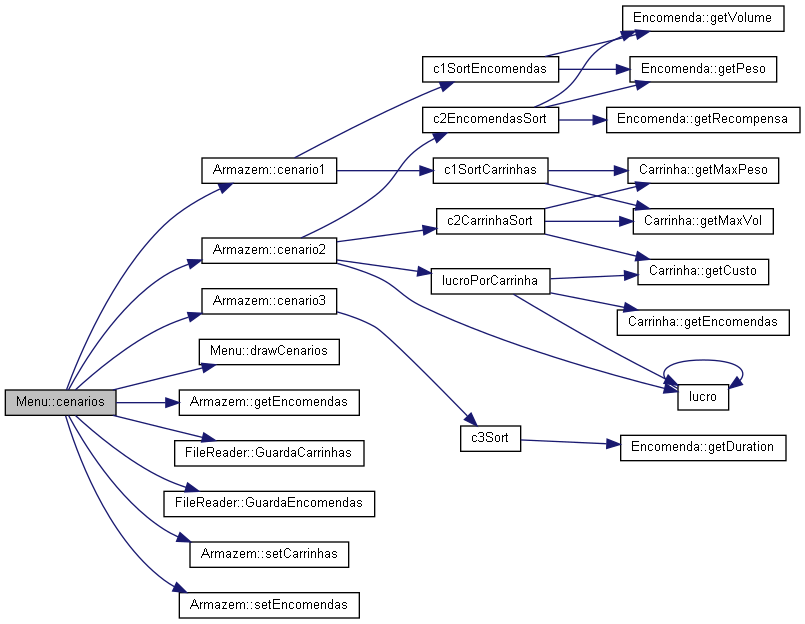 Encomenda::getVolume
c1SortEncomendas
Encomenda::getPeso
c2EncomendasSort
Encomenda::getRecompensa
Armazem::cenario1
c1SortCarrinhas
Carrinha::getMaxPeso
c2CarrinhaSort
Carrinha::getMaxVol
Armazem::cenario2
lucroPorCarrinha
Carrinha::getCusto
Armazem::cenario3
Carrinha::getEncomendas
Menu::drawCenarios
Menu::cenarios
Armazem::getEncomendas
lucro
FileReader::GuardaCarrinhas
c3Sort
Encomenda::getDuration
FileReader::GuardaEncomendas
Armazem::setCarrinhas
Armazem::setEncomendas